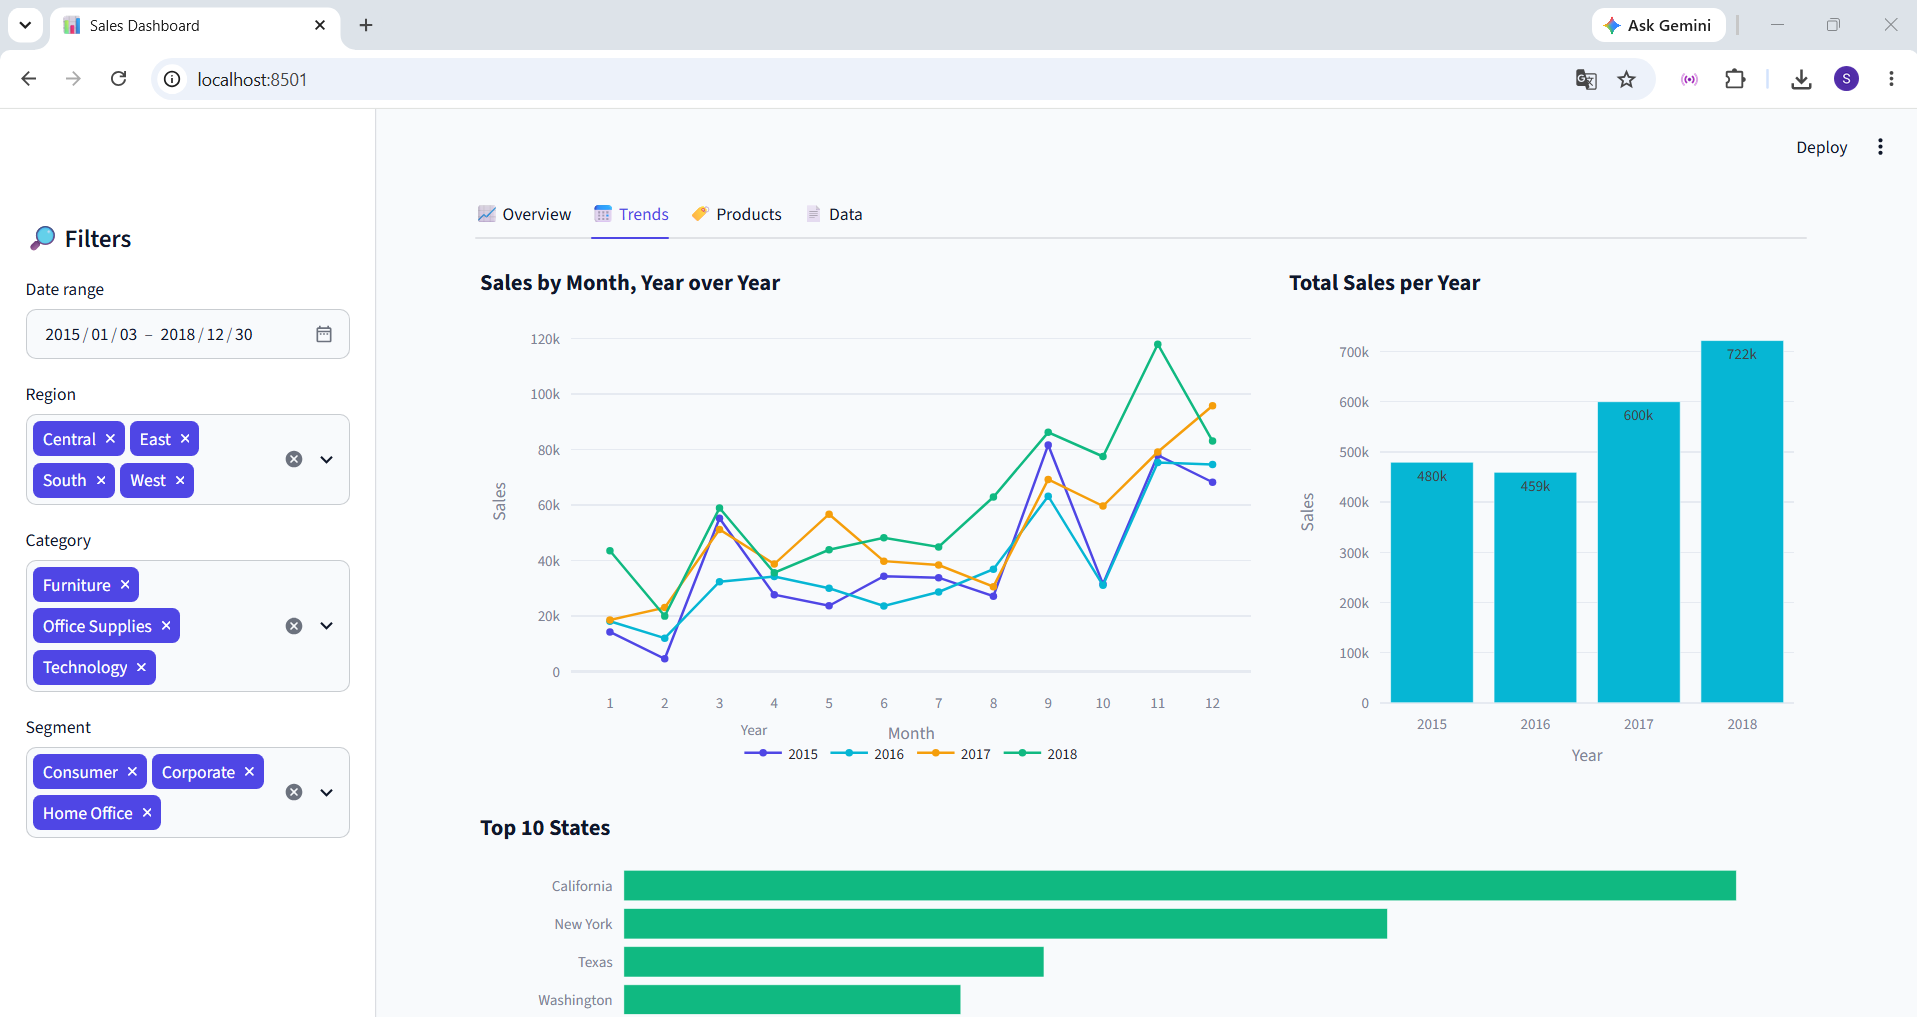 Sales Dashboard
Ask Gemini
localhost:8501
S
Deploy
Filters
Date range
2015/01/03 – 2018/12/30
Region
Central East
South West
Category
Furniture
Office Supplies
Technology
Segment
Consumer Corporate
Home Office
Overview Trends Products Data
Sales by Month, Year over Year
120k
100k
80k
60k
40k
20k
0
Sales
1 2 3 4 5 6 7 8 9 10 11 12
Month
Year
2015 2016 2017 2018
Total Sales per Year
700k
600k
500k
400k
300k
200k
100k
0
Sales
480k 459k 600k 722k
2015 2016 2017 2018
Year
Top 10 States
California
New York
Texas
Washington